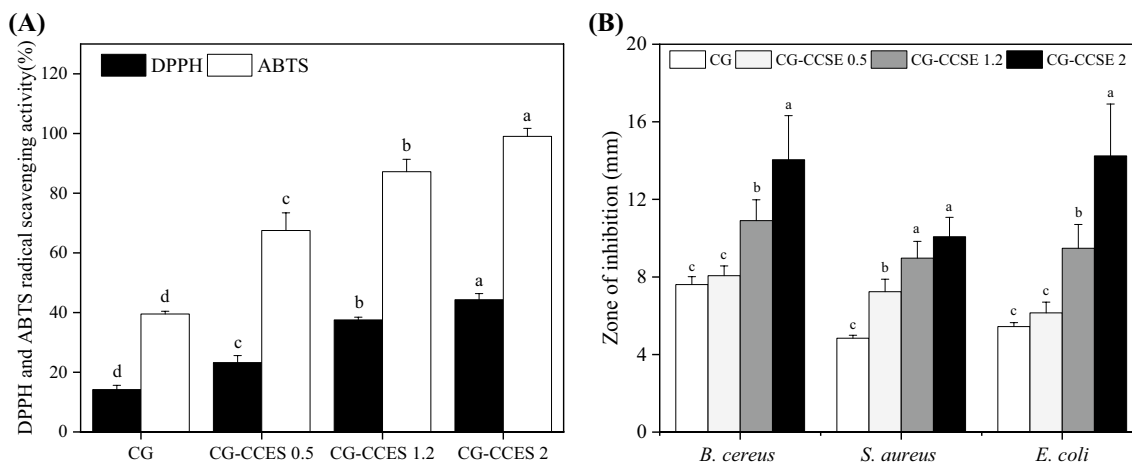 (A)
DPPH and ABTS radical scavenging activity(%)
120
100
80
60
40
20
0
DPPH ABTS
d d c c b b a a
CG CG-CCES 0.5 CG-CCES 1.2 CG-CCES 2
(B)
Zone of inhibition (mm)
20
16
12
8
4
0
CG CG-CCSE 0.5 CG-CCSE 1.2 CG-CCSE 2
c c b a c b a a c c b a
B. cereus S. aureus E. coli